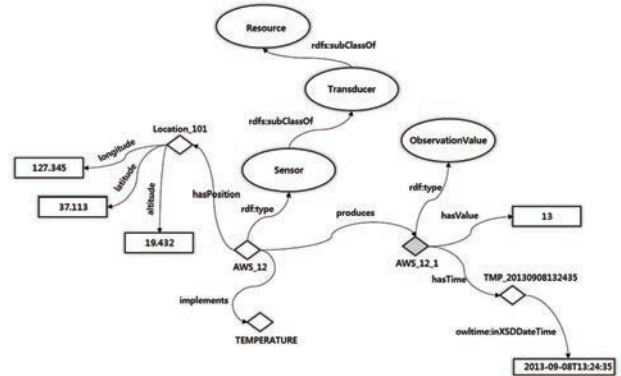 Resource
rdfs:subClassOf
Transducer
Location_101
rdfs:subClassOf
ObservationValue
longitude
127.345
latitude
Sensor
37.113
altitude
hasPosition
rdf:type
rdf:type
produces
hasValue
13
19.432
AWS_12
AWS_12_1
hasTime
TMP_20130908132435
implements
TEMPERATURE
owltime:inXSDDateTime
2013-09-08T13:24:35